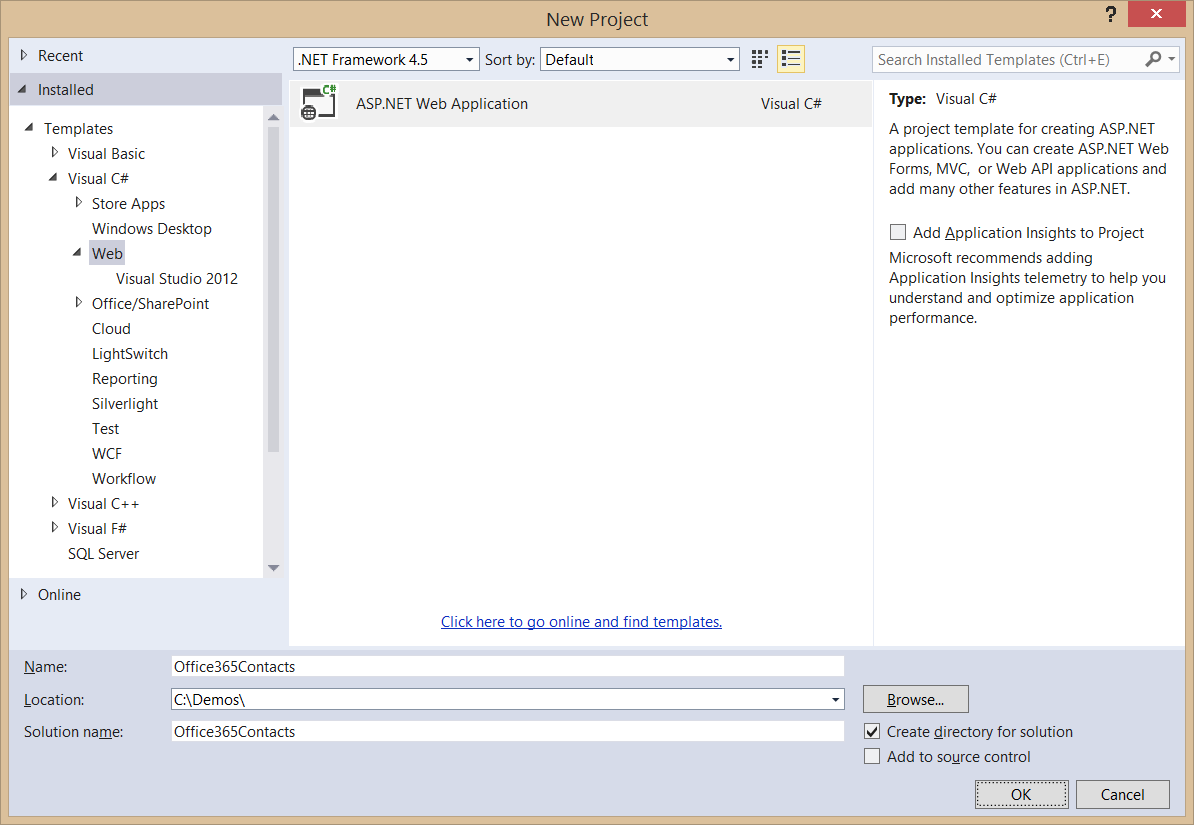 New Project
?
Recent
Installed
Templates
Visual Basic
Visual C#
Store Apps
Windows Desktop
Web
Visual Studio 2012
Office/SharePoint
Cloud
LightSwitch
Reporting
Silverlight
Test
WCF
Workflow
Visual C++
Visual F#
SQL Server
Online
.NET Framework 4.5 Sort by: Default
C# ASP.NET Web Application Visual C#
Click here to go online and find templates.
Search Installed Templates (Ctrl+E)
Type: Visual C#
A project template for creating ASP.NET
applications. You can create ASP.NET Web
Forms, MVC, or Web API applications and
add many other features in ASP.NET.
Add Application Insights to Project
Microsoft recommends adding
Application Insights telemetry to help you
understand and optimize application
performance.
Name: Office365Contacts
Location: C:\Demos\ Browse...
Solution name: Office365Contacts
Create directory for solution
Add to source control
OK Cancel